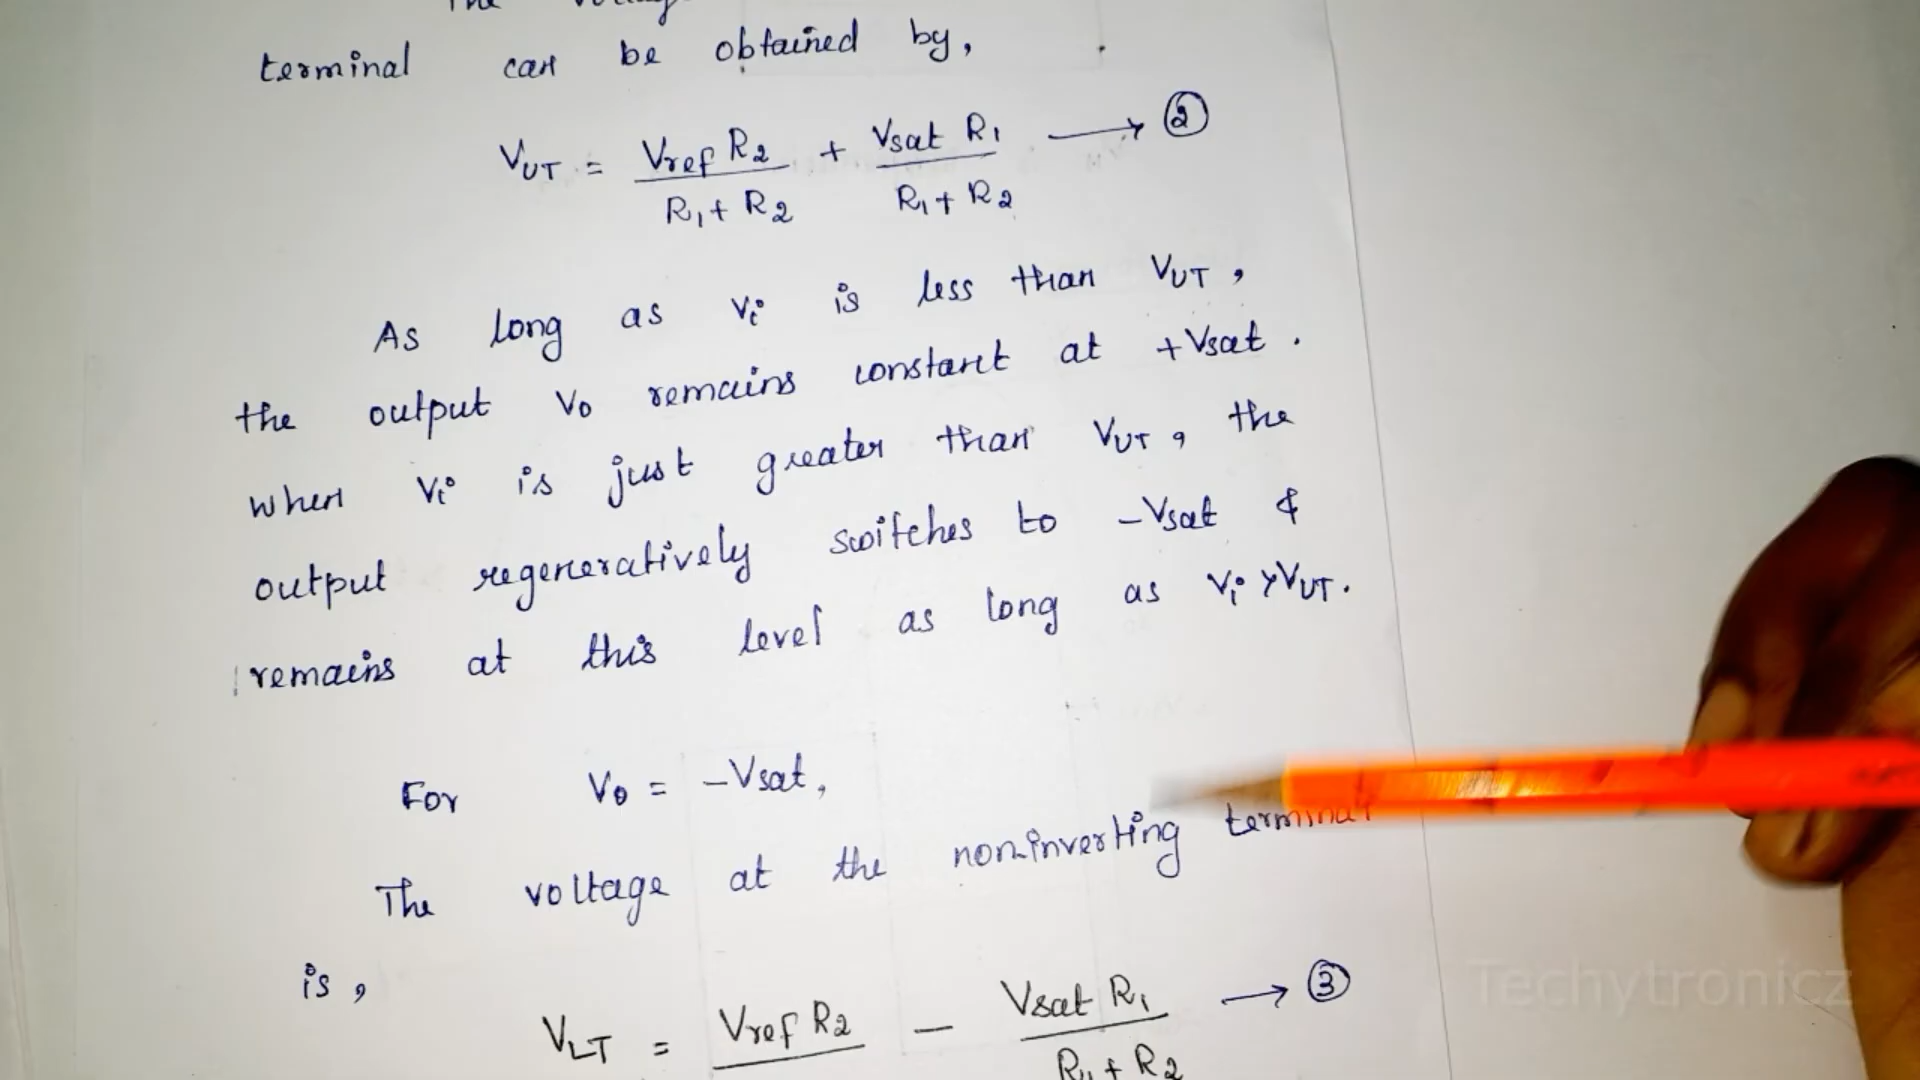 The
terminal can be obtained by,
VUT = Vref R2 / R1 + R2 + Vsat R1 / R1 + R2 → ②
As long as Vi is less than VUT,
the output Vo remains constant at +Vsat.
when Vi is just greater than VUT, the
output regeneratively switches to -Vsat &
remains at this level as long as Vi > VUT.
For Vo = -Vsat,
The voltage at the noninverting terminal
is,
VLT = Vref R2 - Vsat R1 / R1 + R2 → ③
Techytronicz